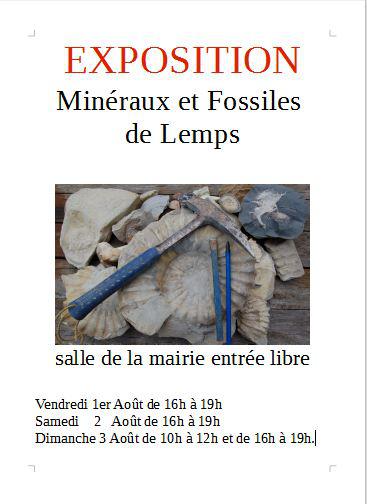 EXPOSITION
Minéraux et Fossiles
de Lemps
salle de la mairie entrée libre
Vendredi 1er Août de 16h à 19h
Samedi 2 Août de 16h à 19h
Dimanche 3 Août de 10h à 12h et de 16h à 19h.